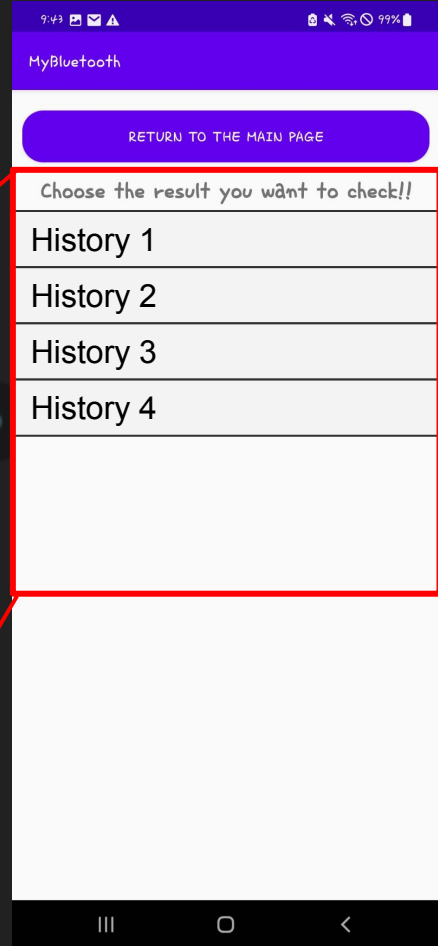 9:43 99%
MyBluetooth
RETURN TO THE MAIN PAGE
Choose the result you want to check!!
History 1
History 2
History 3
History 4